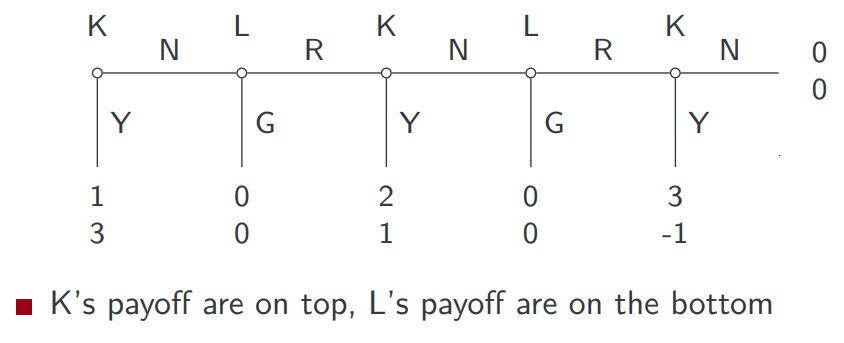 K L K L K
N R N R N
0
0
Y G Y G Y
1 0 2 0 3
3 0 1 0 -1
K's payoff are on top, L's payoff are on the bottom